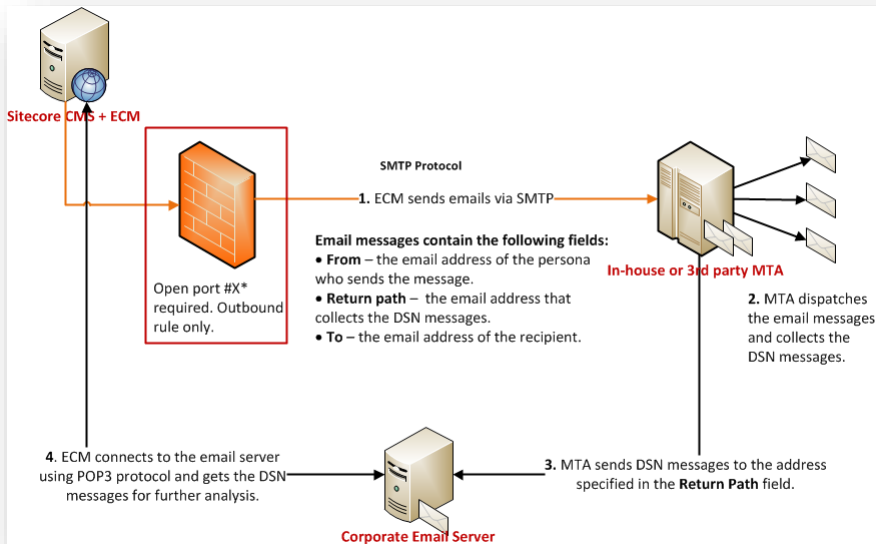 Sitecore CMS + ECM
SMTP Protocol
1. ECM sends emails via SMTP
Email messages contain the following fields:
• From – the email address of the persona
who sends the message.
• Return path – the email address that
collects the DSN messages.
• To – the email address of the recipient.
Open port #X*
required. Outbound
rule only.
In-house or 3rd party MTA
2. MTA dispatches
the email messages
and collects the
DSN messages.
4. ECM connects to the email server
using POP3 protocol and gets the DSN
messages for further analysis.
3. MTA sends DSN messages to the address
specified in the Return Path field.
Corporate Email Server